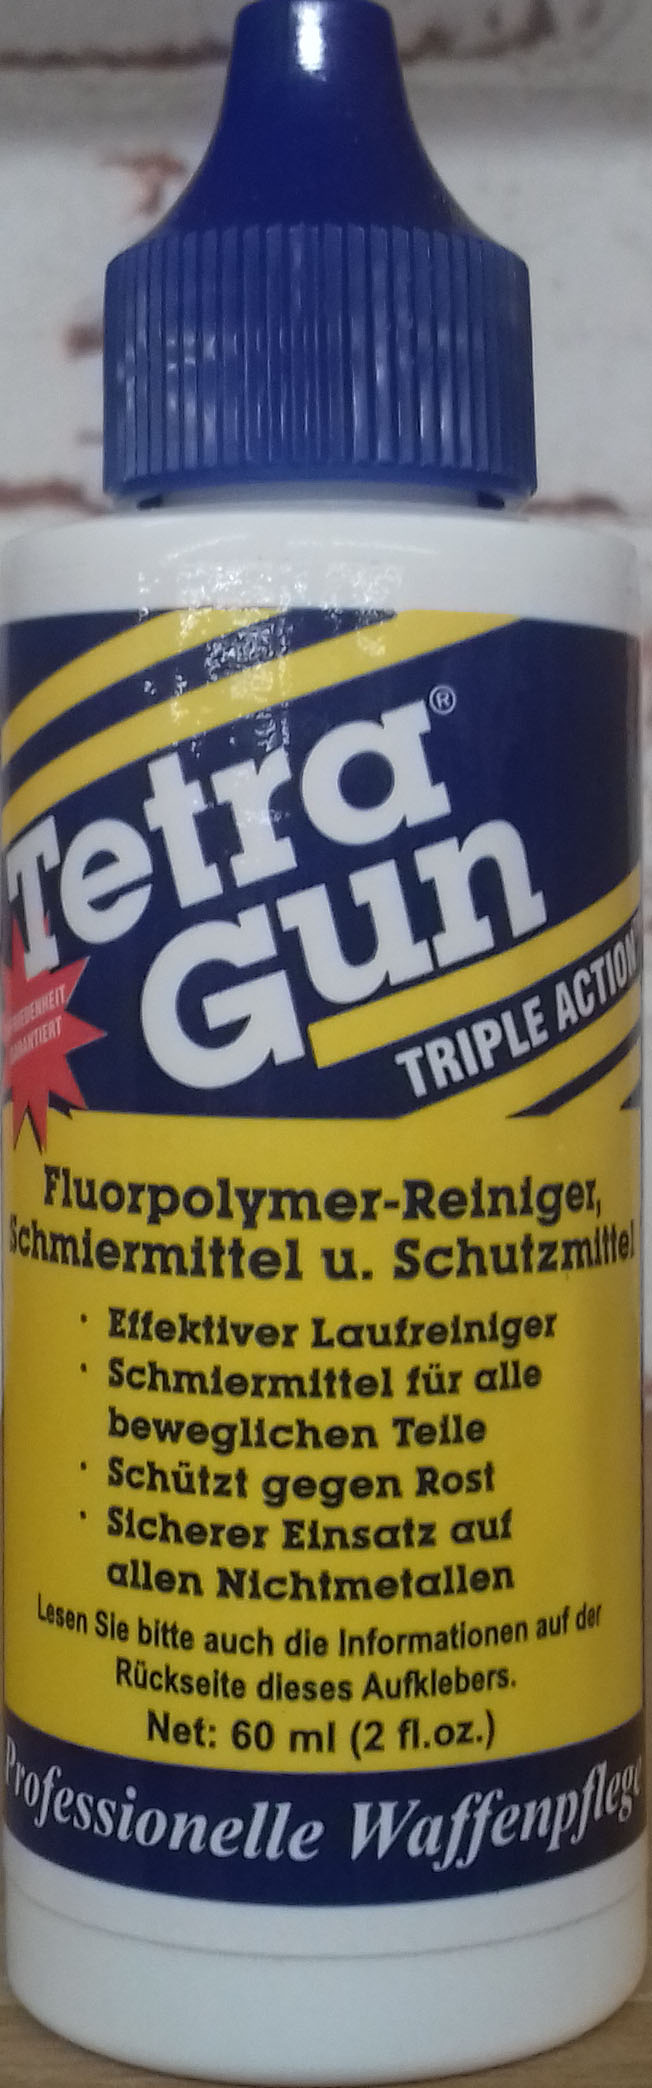 Tetra®
Gun
TRIPLE ACTION
GARANTIERT
Fluorpolymer-Reiniger,
Schmiermittel u. Schutzmittel
· Effektiver Laufreiniger
· Schmiermittel für alle
beweglichen Teile
· Schützt gegen Rost
· Sicherer Einsatz auf
allen Nichtmetallen
Lesen Sie bitte auch die Informationen auf der
Rückseite dieses Aufklebers.
Net: 60 ml (2 fl.oz.)
Professionelle Waffenpflege